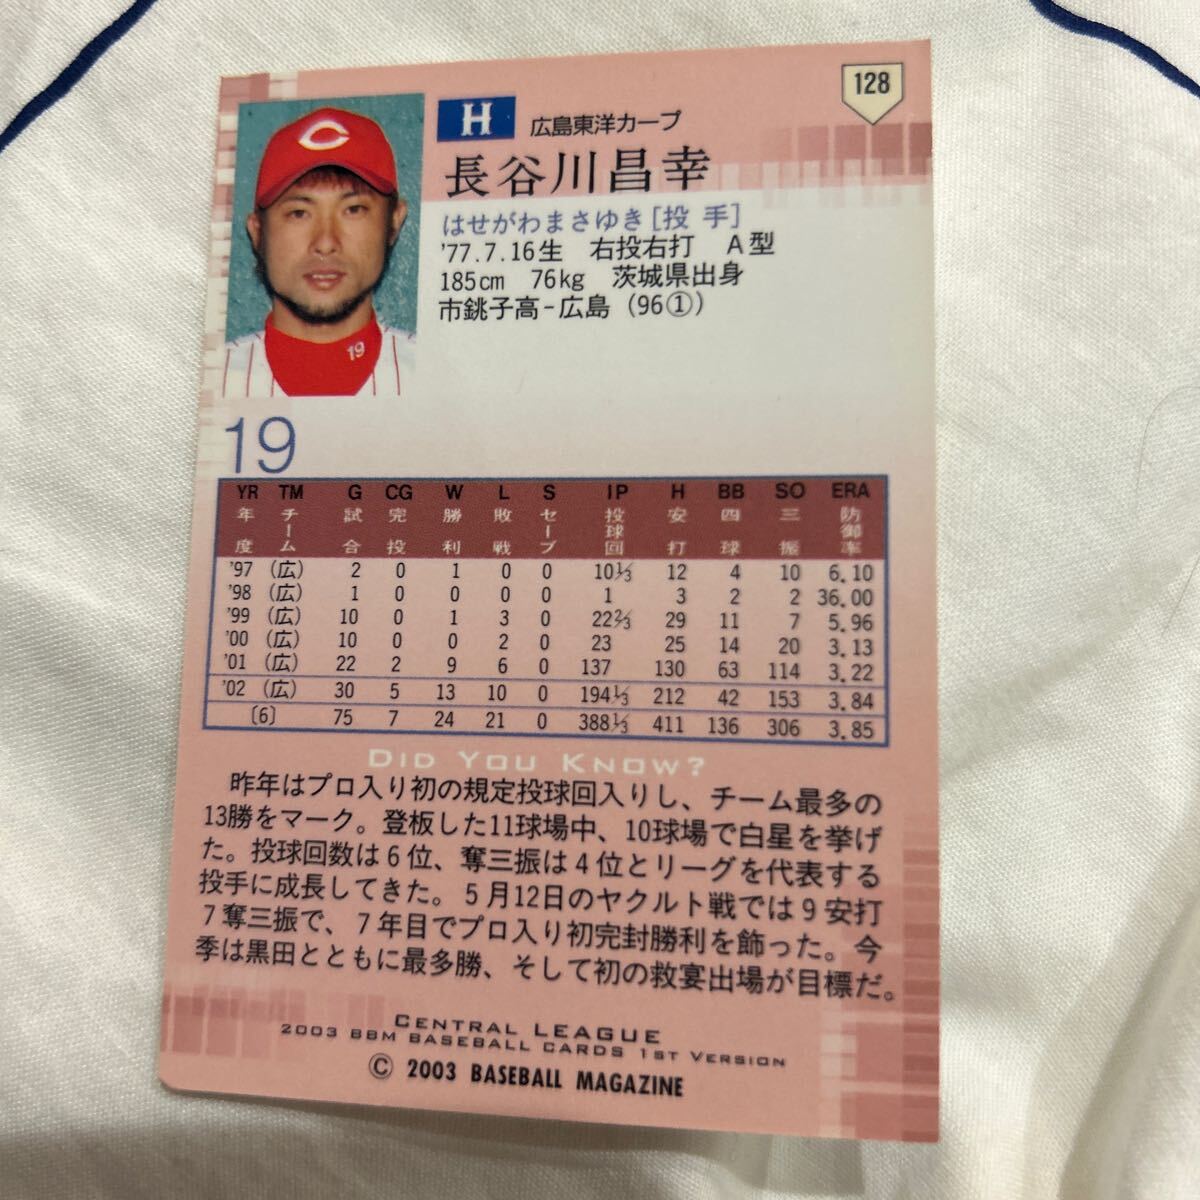 128
H 広島東洋カープ
長谷川昌幸
はせがわまさゆき[投 手]
'77.7.16生 右投右打 A型
185cm 76kg 茨城県出身
市銚子高-広島 (96①)
19
19
YR TM G CG W L S IP H BB SO ERA
年度 チーム 試合 完投 勝利 敗戦 セーブ 投球回 安打 四球 三振 防御率
'97 (広) 2 0 1 0 0 10⅓ 12 4 10 6.10
'98 (広) 1 0 0 0 0 1 3 2 2 36.00
'99 (広) 10 0 1 3 0 22⅔ 29 11 7 5.96
'00 (広) 10 0 0 2 0 23 25 14 20 3.13
'01 (広) 22 2 9 6 0 137 130 63 114 3.22
'02 (広) 30 5 13 10 0 194⅓ 212 42 153 3.84
〔6〕 75 7 24 21 0 388⅓ 411 136 306 3.85
DID YOU KNOW?
昨年はプロ入り初の規定投球回入りし、チーム最多の
13勝をマーク。登板した11球場中、10球場で白星を挙げ
た。投球回数は6位、奪三振は4位とリーグを代表する
投手に成長してきた。5月12日のヤクルト戦では9安打
7奪三振で、7年目でプロ入り初完封勝利を飾った。今
季は黒田とともに最多勝、そして初の救宴出場が目標だ。
CENTRAL LEAGUE
2003 BBM BASEBALL CARDS 1ST VERSION
© 2003 BASEBALL MAGAZINE